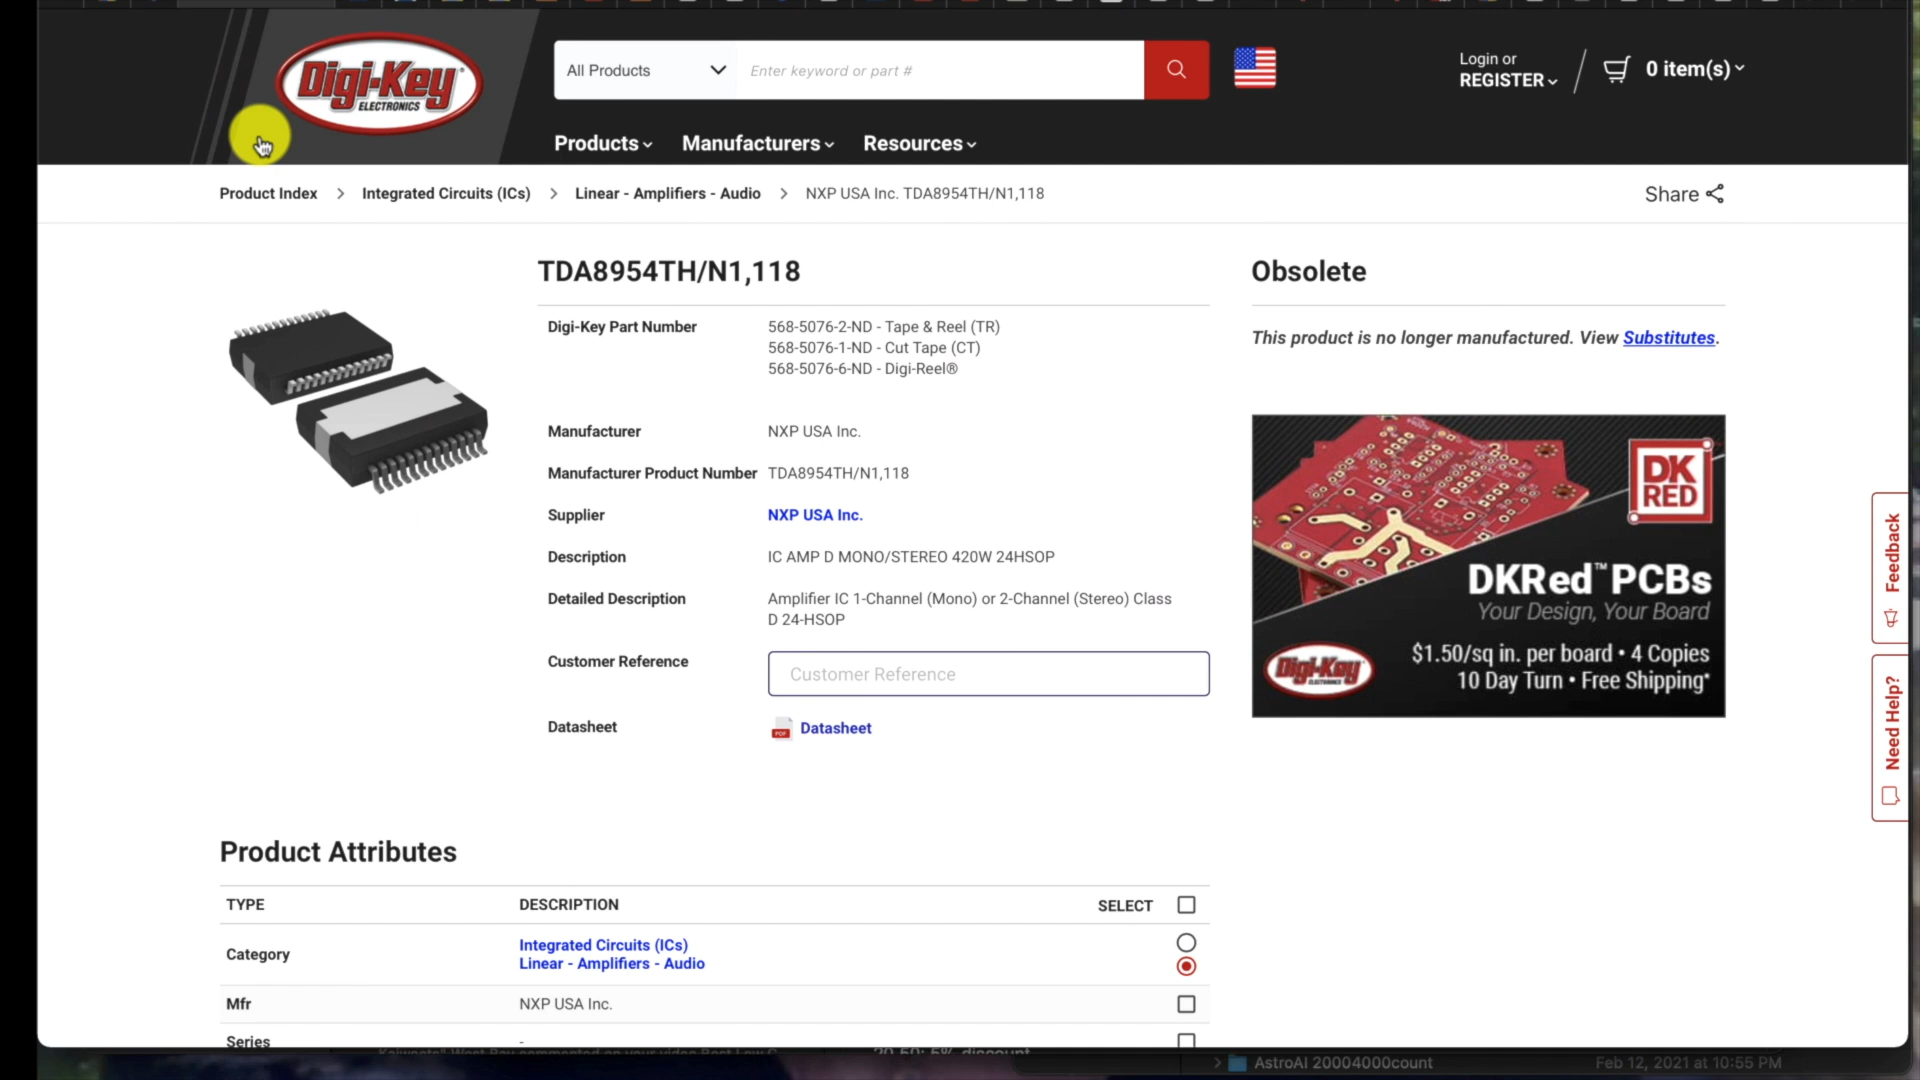 Digi-Key
ELECTRONICS
All Products
Enter keyword or part #
Login or
REGISTER
0 item(s)
Products
Manufacturers
Resources
Product Index > Integrated Circuits (ICs) > Linear - Amplifiers - Audio > NXP USA Inc. TDA8954TH/N1,118
Share
TDA8954TH/N1,118
Digi-Key Part Number
568-5076-2-ND - Tape & Reel (TR)
568-5076-1-ND - Cut Tape (CT)
568-5076-6-ND - Digi-Reel®
Manufacturer NXP USA Inc.
Manufacturer Product Number TDA8954TH/N1,118
Supplier NXP USA Inc.
Description IC AMP D MONO/STEREO 420W 24HSOP
Detailed Description Amplifier IC 1-Channel (Mono) or 2-Channel (Stereo) Class
D 24-HSOP
Customer Reference
Customer Reference
Datasheet
PDF Datasheet
Obsolete
This product is no longer manufactured. View Substitutes.
DK
RED
DKRed™ PCBs
Your Design, Your Board
Digi-Key
ELECTRONICS
$1.50/sq in. per board • 4 Copies
10 Day Turn • Free Shipping*
Feedback
Need Help?
Product Attributes
TYPE DESCRIPTION SELECT
Category
Integrated Circuits (ICs)
Linear - Amplifiers - Audio
Mfr NXP USA Inc.
Series -
AstroAI 20004000count Feb 12, 2021 at 10:55 PM